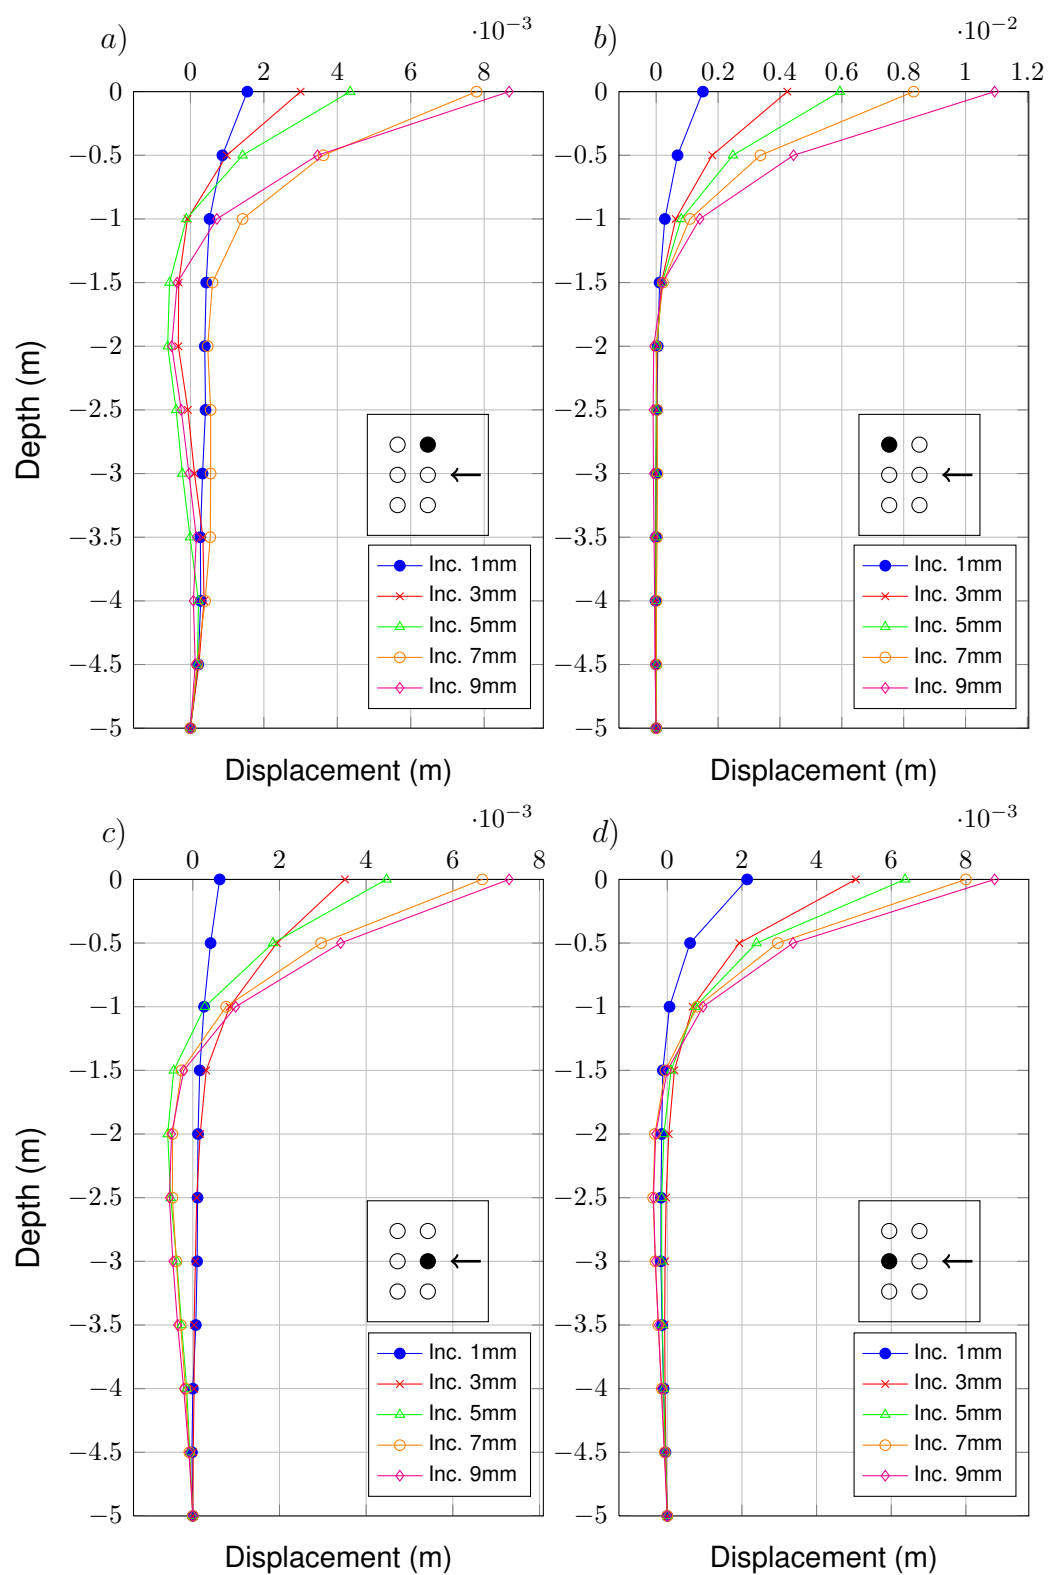 a)
·10⁻³
0 2 4 6 8
0
−0.5
−1
−1.5
−2
−2.5
−3
−3.5
−4
−4.5
−5
Depth (m)
Displacement (m)
Inc. 1mm
Inc. 3mm
Inc. 5mm
Inc. 7mm
Inc. 9mm
b)
·10⁻²
0 0.2 0.4 0.6 0.8 1 1.2
0
−0.5
−1
−1.5
−2
−2.5
−3
−3.5
−4
−4.5
−5
Displacement (m)
Inc. 1mm
Inc. 3mm
Inc. 5mm
Inc. 7mm
Inc. 9mm
c)
·10⁻³
0 2 4 6 8
0
−0.5
−1
−1.5
−2
−2.5
−3
−3.5
−4
−4.5
−5
Depth (m)
Displacement (m)
Inc. 1mm
Inc. 3mm
Inc. 5mm
Inc. 7mm
Inc. 9mm
d)
·10⁻³
0 2 4 6 8
0
−0.5
−1
−1.5
−2
−2.5
−3
−3.5
−4
−4.5
−5
Displacement (m)
Inc. 1mm
Inc. 3mm
Inc. 5mm
Inc. 7mm
Inc. 9mm